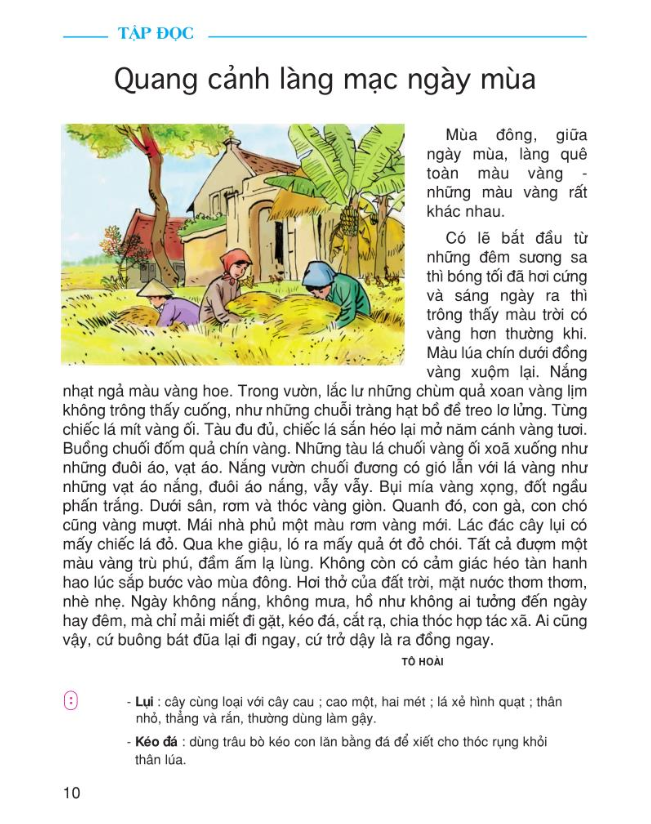 TẬP ĐỌC
Quang cảnh làng mạc ngày mùa
Mùa đông, giữa
ngày mùa, làng quê
toàn màu vàng -
những màu vàng rất
khác nhau.
Có lẽ bắt đầu từ
những đêm sương sa
thì bóng tối đã hơi cứng
và sáng ngày ra thì
trông thấy màu trời có
vàng hơn thường khi.
Màu lúa chín dưới đồng
vàng xuộm lại. Nắng
nhạt ngả màu vàng hoe. Trong vườn, lắc lư những chùm quả xoan vàng lịm
không trông thấy cuống, như những chuỗi tràng hạt bồ đề treo lơ lửng. Từng
chiếc lá mít vàng ối. Tàu đu đủ, chiếc lá sắn héo lại mở năm cánh vàng tươi.
Buồng chuối đốm quả chín vàng. Những tàu lá chuối vàng ối xoã xuống như
những đuôi áo, vạt áo. Nắng vườn chuối đương có gió lẫn với lá vàng như
những vạt áo nắng, đuôi áo nắng, vẫy vẫy. Bụi mía vàng xọng, đốt ngầu
phấn trắng. Dưới sân, rơm và thóc vàng giòn. Quanh đó, con gà, con chó
cũng vàng mượt. Mái nhà phủ một màu rơm vàng mới. Lác đác cây lụi có
mấy chiếc lá đỏ. Qua khe giậu, ló ra mấy quả ớt đỏ chói. Tất cả đượm một
màu vàng trù phú, đầm ấm lạ lùng. Không còn có cảm giác héo tàn hanh
hao lúc sắp bước vào mùa đông. Hơi thở của đất trời, mặt nước thơm thơm,
nhè nhẹ. Ngày không nắng, không mưa, hồ như không ai tưởng đến ngày
hay đêm, mà chỉ mải miết đi gặt, kéo đá, cắt rạ, chia thóc hợp tác xã. Ai cũng
vậy, cứ buông bát đũa lại đi ngay, cứ trở dậy là ra đồng ngay.
TÔ HOÀI
- Lụi : cây cùng loại với cây cau ; cao một, hai mét ; lá xẻ hình quạt ; thân
nhỏ, thẳng và rắn, thường dùng làm gậy.
- Kéo đá : dùng trâu bò kéo con lăn bằng đá để xiết cho thóc rụng khỏi
thân lúa.
10